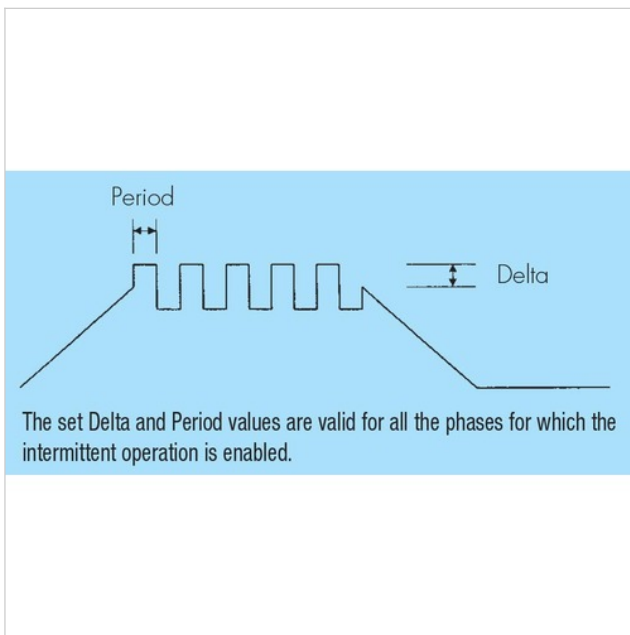 Period
Delta
The set Delta and Period values are valid for all the phases for which the
intermittent operation is enabled.